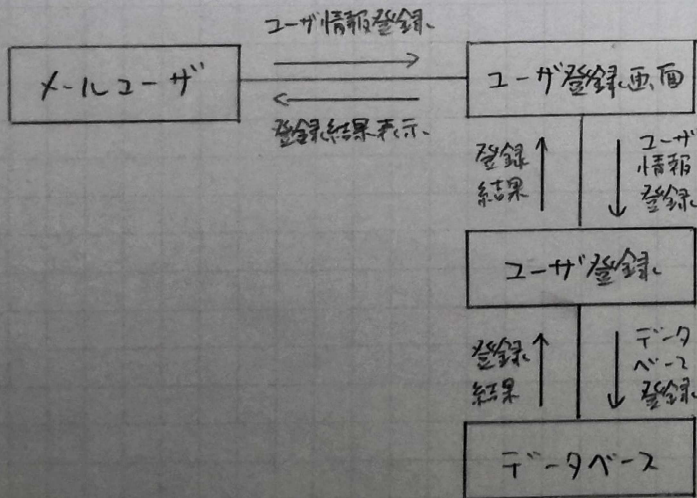 ユーザ情報登録
メールユーザ
ユーザ登録画面
登録結果表示
登録
結果
ユーザ
情報
登録
ユーザ登録
登録
結果
データ
ベース
登録
データベース